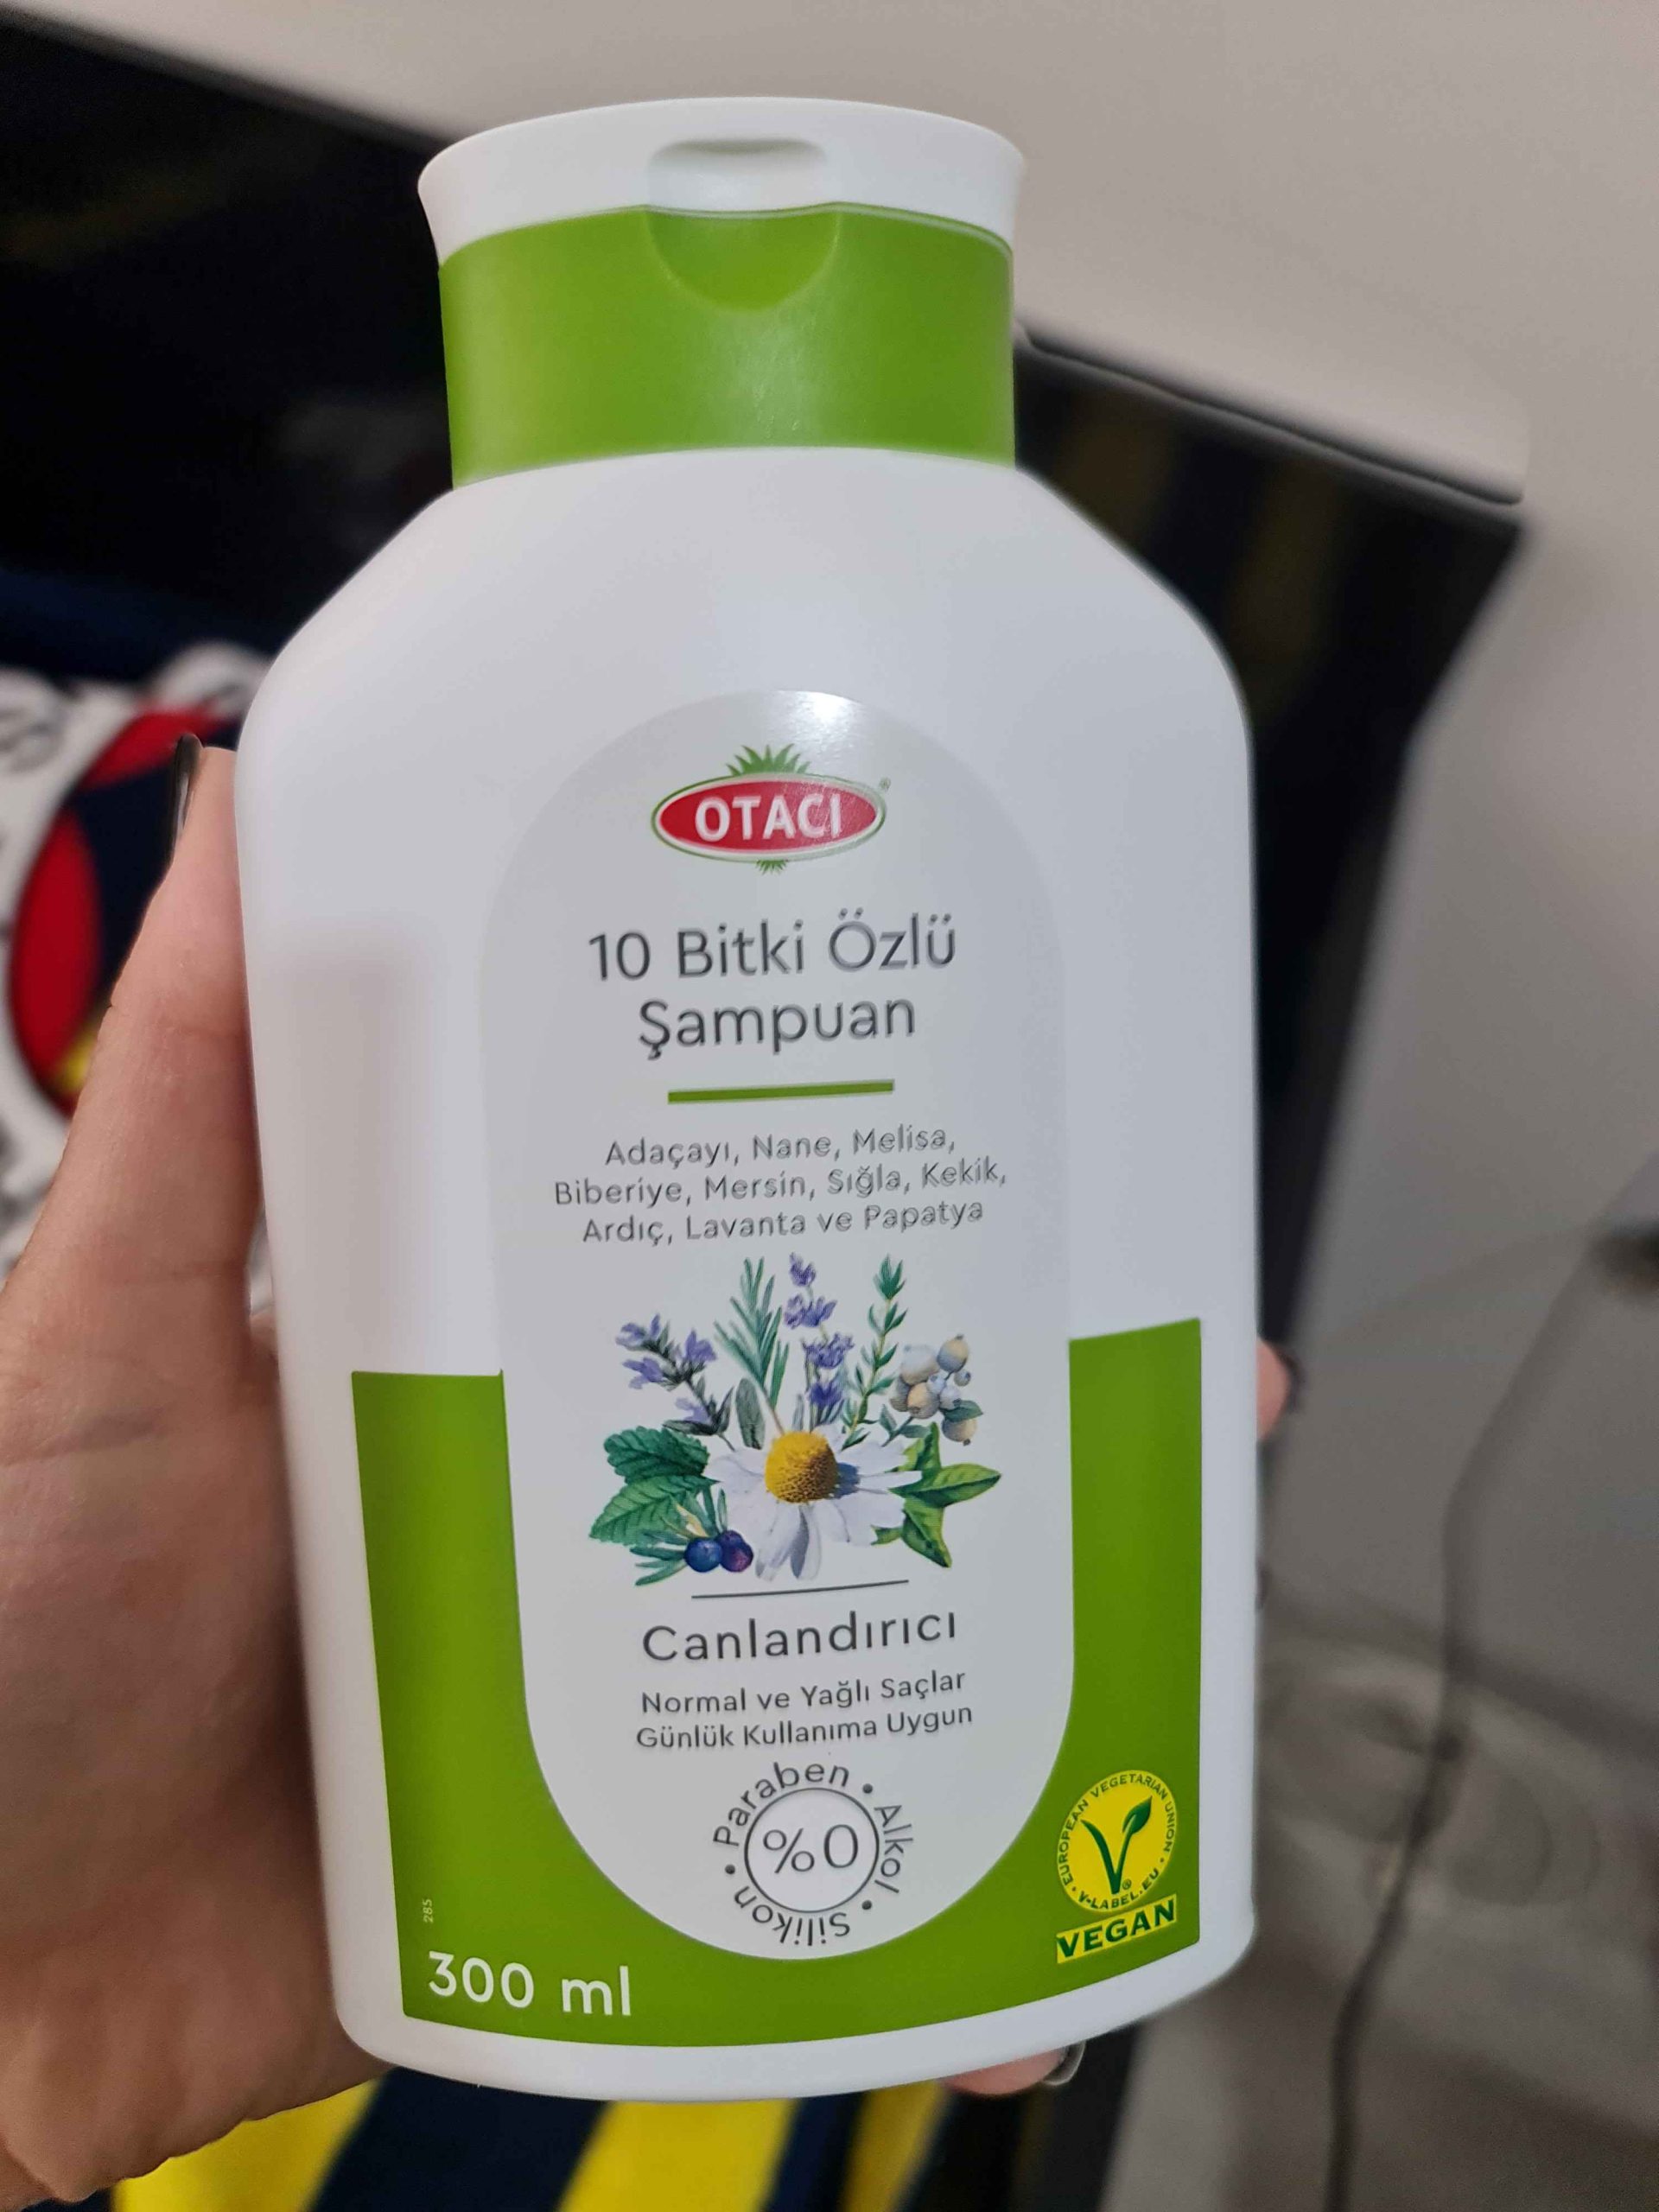 OTACI
®
10 Bitki Özlü
Şampuan
Adaçayı, Nane, Melisa,
Biberiye, Mersin, Sığla, Kekik,
Ardıç, Lavanta ve Papatya
Canlandırıcı
Normal ve Yağlı Saçlar
Günlük Kullanıma Uygun
Paraben • Alkol • Silikon •
%0
EUROPEAN VEGETARIAN UNION
• V-LABEL.EU •
®
VEGAN
285
300 ml